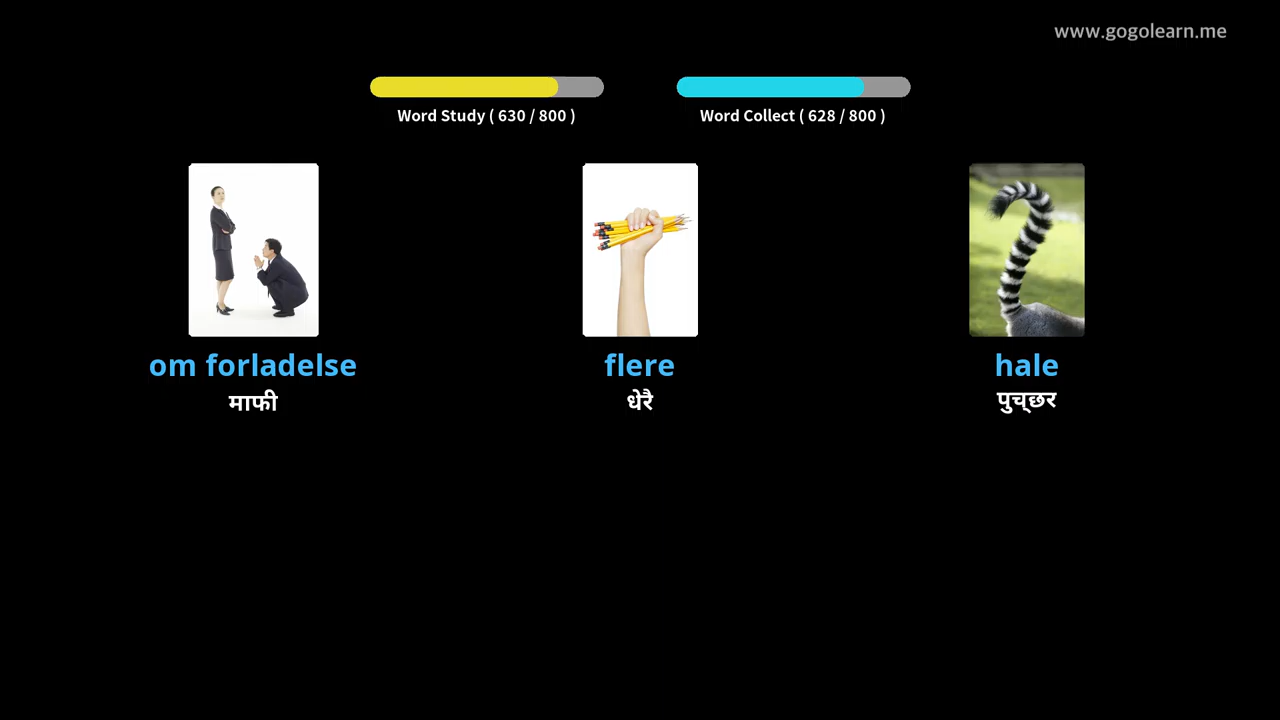 www.gogolearn.me
Word Study ( 630 / 800 )
Word Collect ( 628 / 800 )
om forladelse
flere
hale
माफी
धेरै
पुच्छर